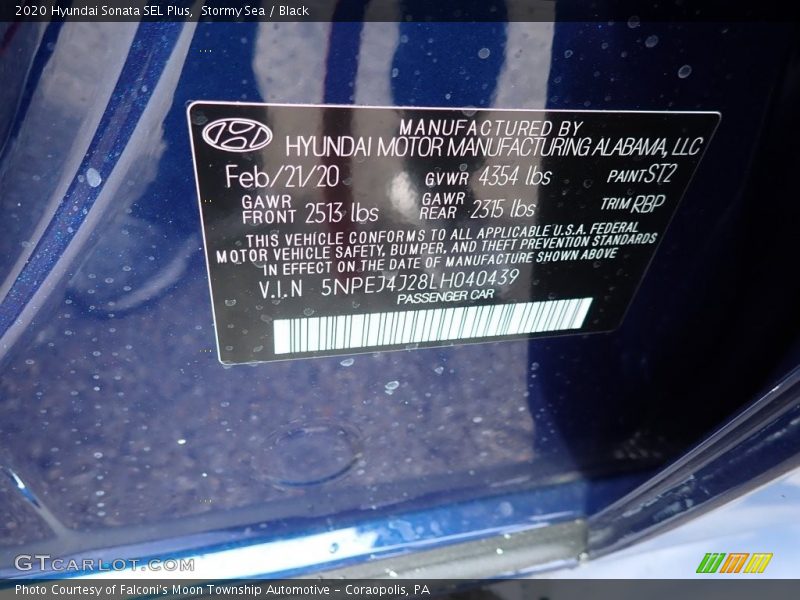 2020 Hyundai Sonata SEL Plus, Stormy Sea / Black
MANUFACTURED BY
HYUNDAI MOTOR MANUFACTURING ALABAMA, LLC
Feb/21/20 GVWR 4354 lbs PAINT ST2
GAWR FRONT 2513 lbs GAWR REAR 2315 lbs TRIM RBP
THIS VEHICLE CONFORMS TO ALL APPLICABLE U.S.A. FEDERAL
MOTOR VEHICLE SAFETY, BUMPER, AND THEFT PREVENTION STANDARDS
IN EFFECT ON THE DATE OF MANUFACTURE SHOWN ABOVE
V.I.N 5NPEJ4J28LH040439
PASSENGER CAR
GTCARLOT.COM
Photo Courtesy of Falconi's Moon Township Automotive - Coraopolis, PA